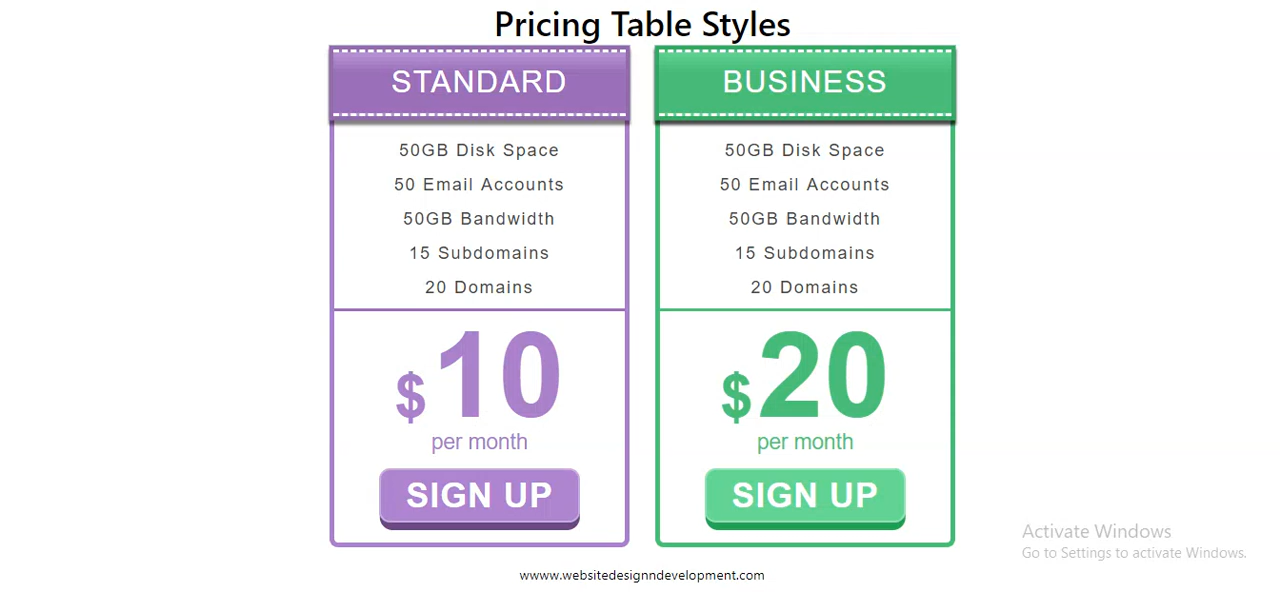 Pricing Table Styles
STANDARD
50GB Disk Space
50 Email Accounts
50GB Bandwidth
15 Subdomains
20 Domains
$10
per month
SIGN UP
BUSINESS
50GB Disk Space
50 Email Accounts
50GB Bandwidth
15 Subdomains
20 Domains
$20
per month
SIGN UP
Activate Windows
Go to Settings to activate Windows.
wwww.websitedesignndevelopment.com